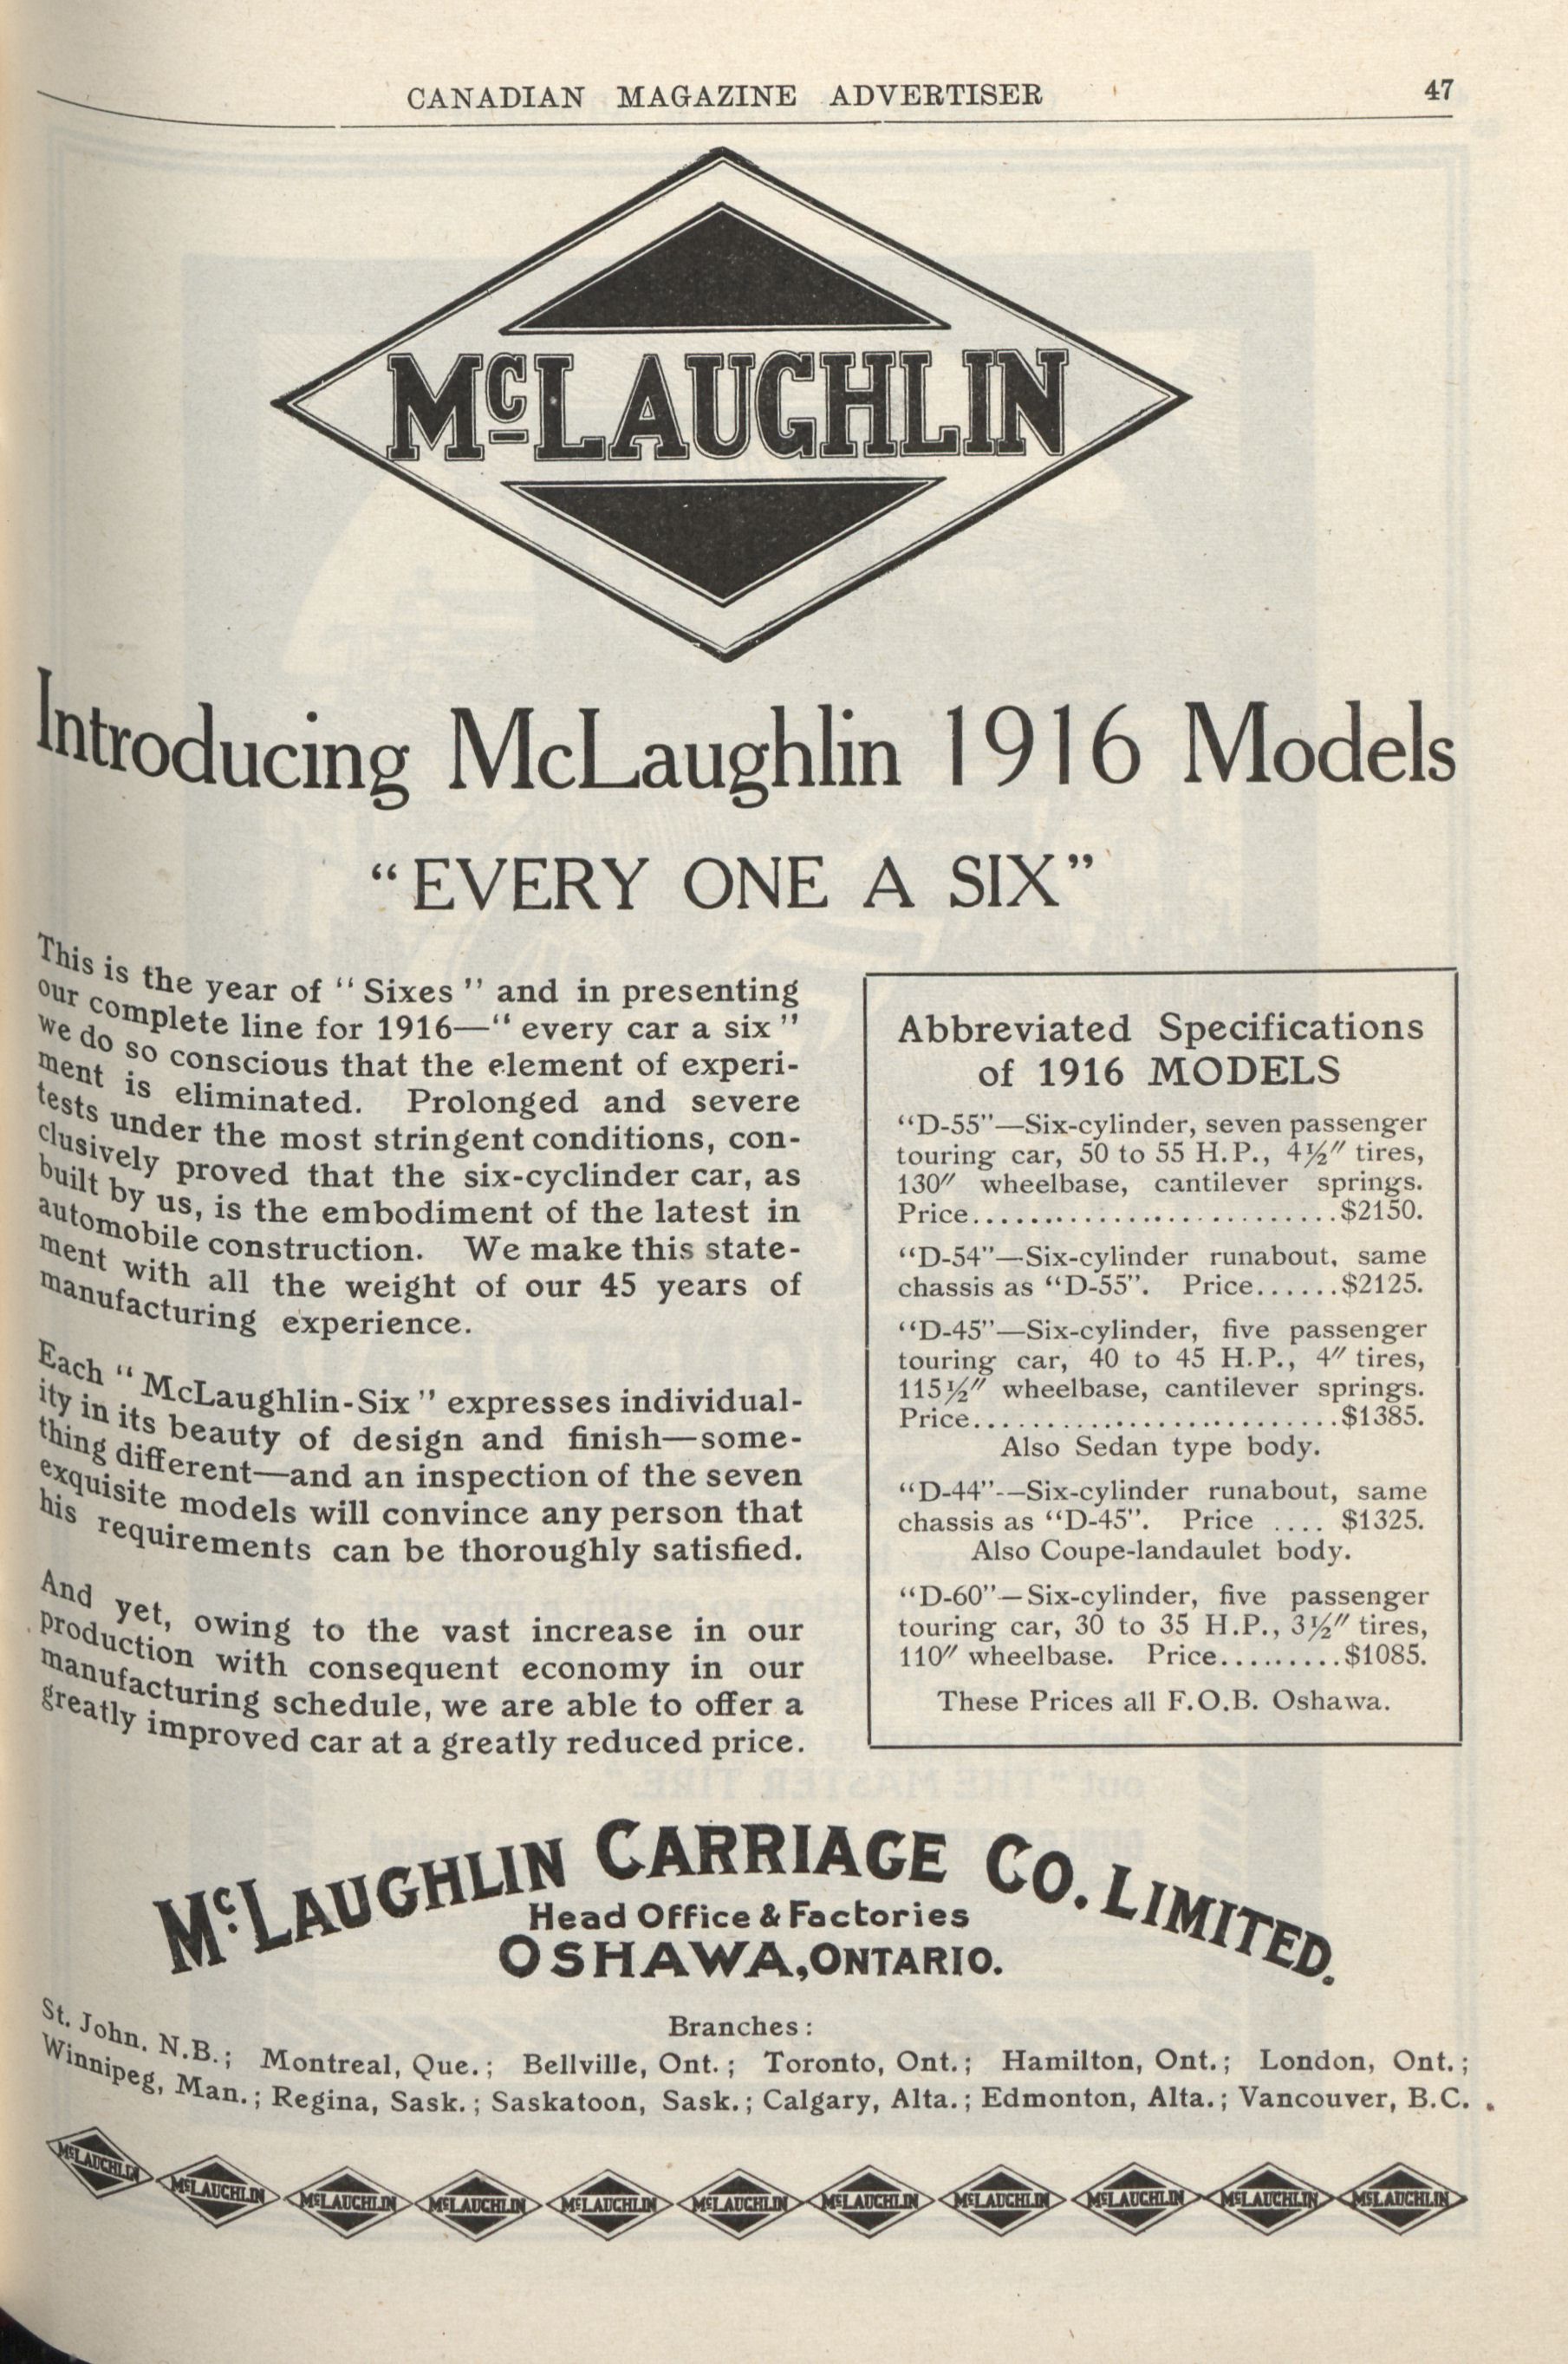 CANADIAN MAGAZINE ADVERTISER 47
McLAUGHLIN
Introducing McLaughlin 1916 Models
“EVERY ONE A SIX”
This is the year of “Sixes” and in presenting
our complete line for 1916—“every car a six”
we do so conscious that the element of experi-
ment is eliminated. Prolonged and severe
tests under the most stringent conditions, con-
clusively proved that the six-cyclinder car, as
built by us, is the embodiment of the latest in
automobile construction. We make this state-
ment with all the weight of our 45 years of
manufacturing experience.
Each “McLaughlin-Six” expresses individual-
ity in its beauty of design and finish—some-
thing different—and an inspection of the seven
exquisite models will convince any person that
his requirements can be thoroughly satisfied.
And yet, owing to the vast increase in our
production with consequent economy in our
manufacturing schedule, we are able to offer a
greatly improved car at a greatly reduced price.
Abbreviated Specifications
of 1916 MODELS
“D-55”—Six-cylinder, seven passenger
touring car, 50 to 55 H.P., 4½″ tires,
130″ wheelbase, cantilever springs.
Price............................$2150.
“D-54”—Six-cylinder runabout, same
chassis as “D-55”. Price......$2125.
“D-45”—Six-cylinder, five passenger
touring car, 40 to 45 H.P., 4″ tires,
115½″ wheelbase, cantilever springs.
Price............................$1385.
Also Sedan type body.
“D-44”--—Six-cylinder runabout, same
chassis as “D-45”. Price .... $1325.
Also Coupe-landaulet body.
“D-60”—Six-cylinder, five passenger
touring car, 30 to 35 H.P., 3½″ tires,
110″ wheelbase. Price.........$1085.
These Prices all F.O.B. Oshawa.
McLAUGHLIN CARRIAGE CO. LIMITED.
Head Office & Factories
OSHAWA, ONTARIO.
Branches:
St. John, N.B.; Montreal, Que.; Bellville, Ont.; Toronto, Ont.; Hamilton, Ont.; London, Ont.;
Winnipeg, Man.; Regina, Sask.; Saskatoon, Sask.; Calgary, Alta.; Edmonton, Alta.; Vancouver, B.C.
McLAUGHLIN McLAUGHLIN McLAUGHLIN McLAUGHLIN McLAUGHLIN McLAUGHLIN McLAUGHLIN McLAUGHLIN McLAUGHLIN McLAUGHLIN McLAUGHLIN